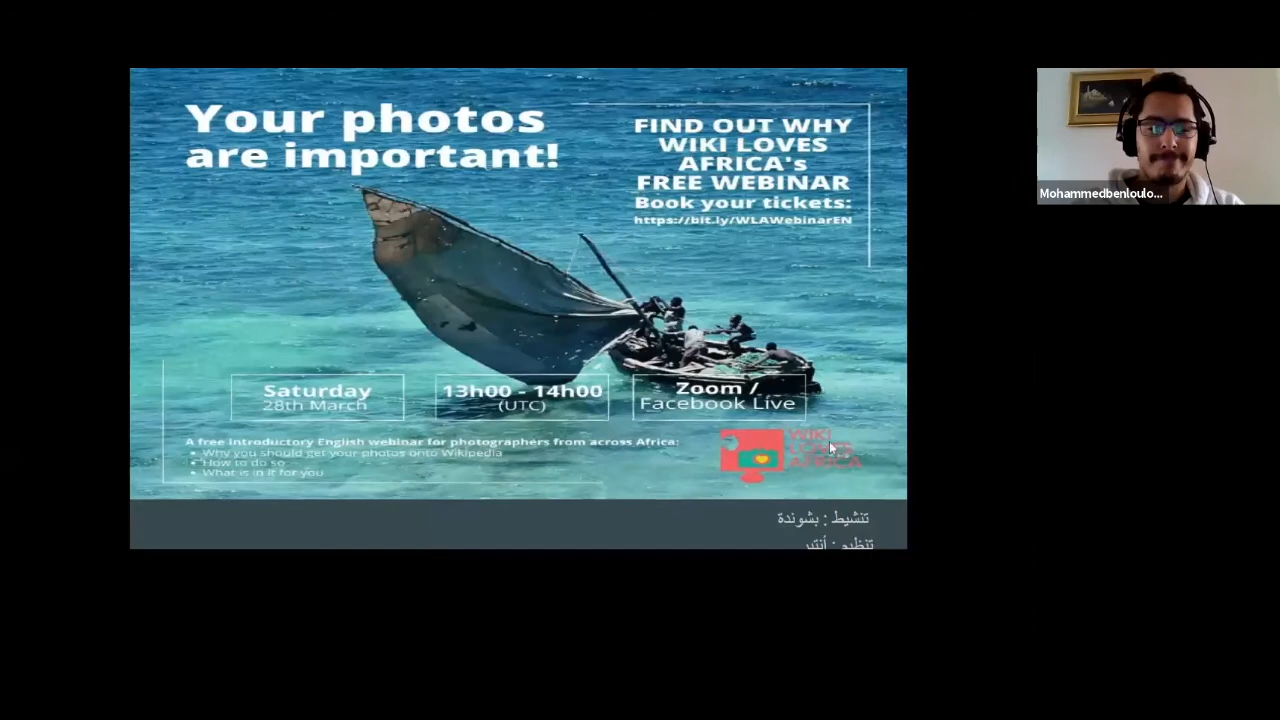 Your photos
are important!
FIND OUT WHY
WIKI LOVES
AFRICA's
FREE WEBINAR
Book your tickets:
https://bit.ly/WLAWebinarEN
Saturday
28th March
13h00 - 14h00
(UTC)
Zoom /
Facebook Live
A free Introductory English webinar for photographers from across Africa:
• Why you should get your photos onto Wikipedia
• How to do so
• What is in it for you
WIKI
LOVES
AFRICA
تنشيط : بشوندة
تنظيم : أنتير
Mohammedbenloulo...